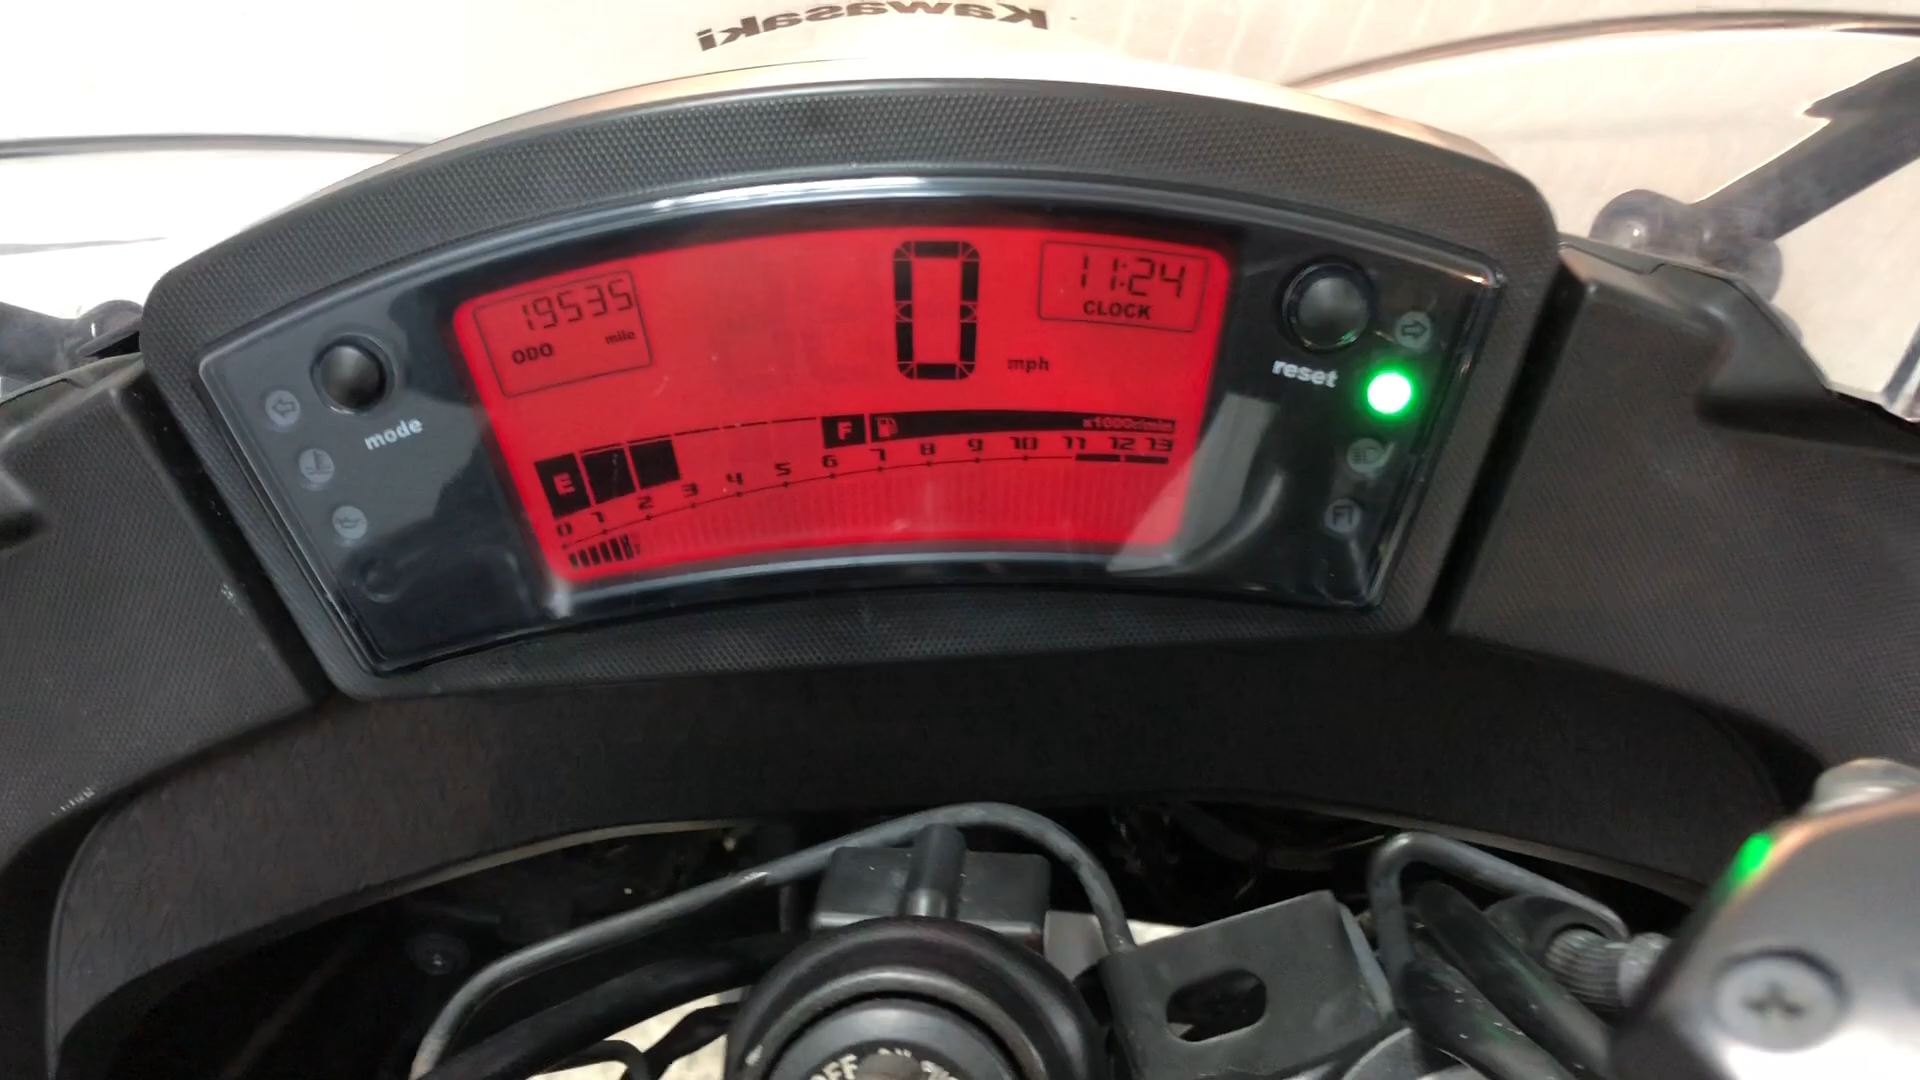 Kawasaki
19535
ODO mile
0
mph
11:24
CLOCK
mode
reset
E
F
x1000r/min
0 1 2 3 4 5 6 7 8 9 10 11 12 13
FI
OFF